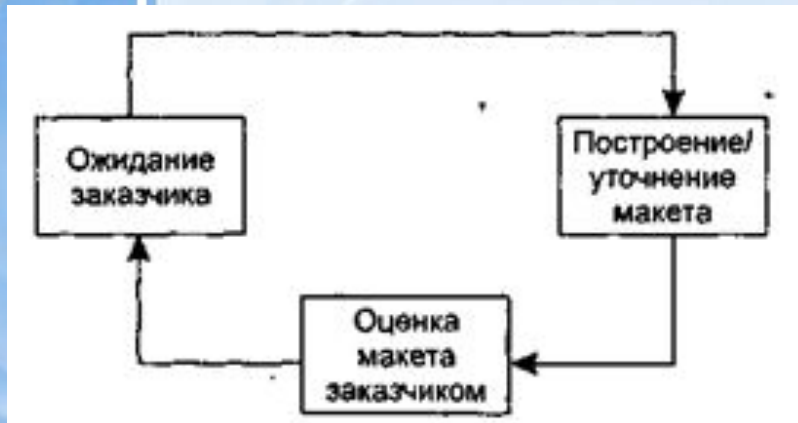 Ожидание
заказчика
Построение/
уточнение
макета
Оценка
макета
заказчиком